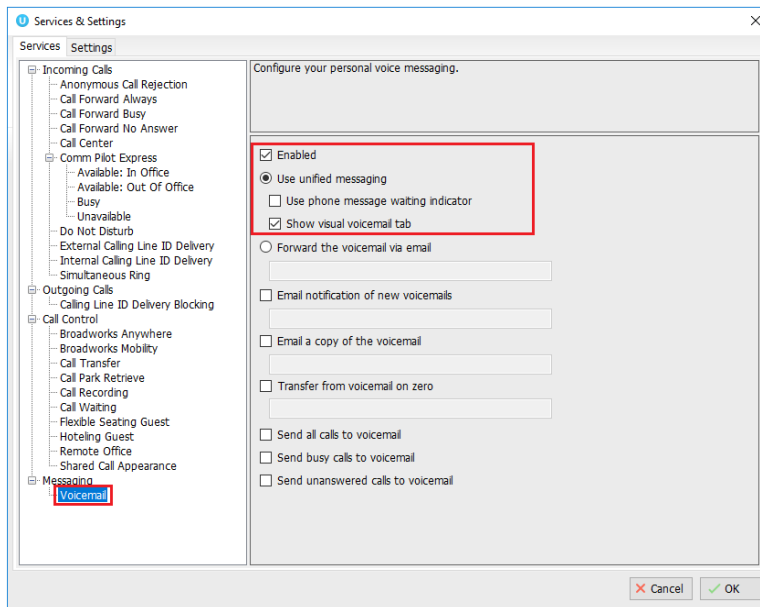 Services & Settings
Services Settings
Incoming Calls
Anonymous Call Rejection
Call Forward Always
Call Forward Busy
Call Forward No Answer
Call Center
Comm Pilot Express
Available: In Office
Available: Out Of Office
Busy
Unavailable
Do Not Disturb
External Calling Line ID Delivery
Internal Calling Line ID Delivery
Simultaneous Ring
Outgoing Calls
Calling Line ID Delivery Blocking
Call Control
Broadworks Anywhere
Broadworks Mobility
Call Transfer
Call Park Retrieve
Call Recording
Call Waiting
Flexible Seating Guest
Hoteling Guest
Remote Office
Shared Call Appearance
Messaging
Voicemail
Configure your personal voice messaging.
Enabled
Use unified messaging
Use phone message waiting indicator
Show visual voicemail tab
Forward the voicemail via email
Email notification of new voicemails
Email a copy of the voicemail
Transfer from voicemail on zero
Send all calls to voicemail
Send busy calls to voicemail
Send unanswered calls to voicemail
Cancel OK